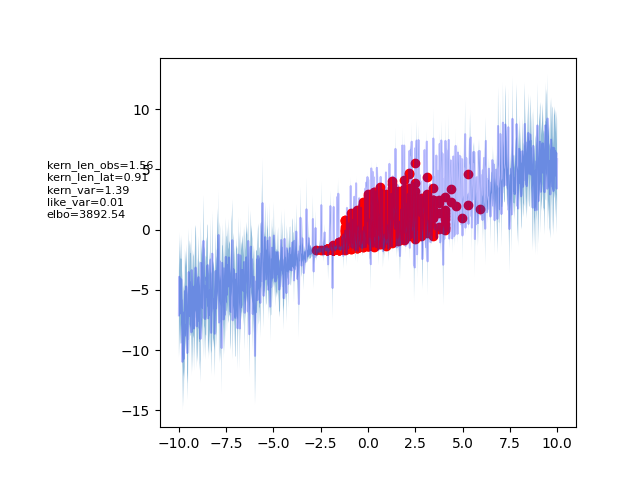 10
5
0
−5
−10
−15
kern_len_obs=1.56
kern_len_lat=0.91
kern_var=1.39
like_var=0.01
elbo=3892.54
−10.0 −7.5 −5.0 −2.5 0.0 2.5 5.0 7.5 10.0